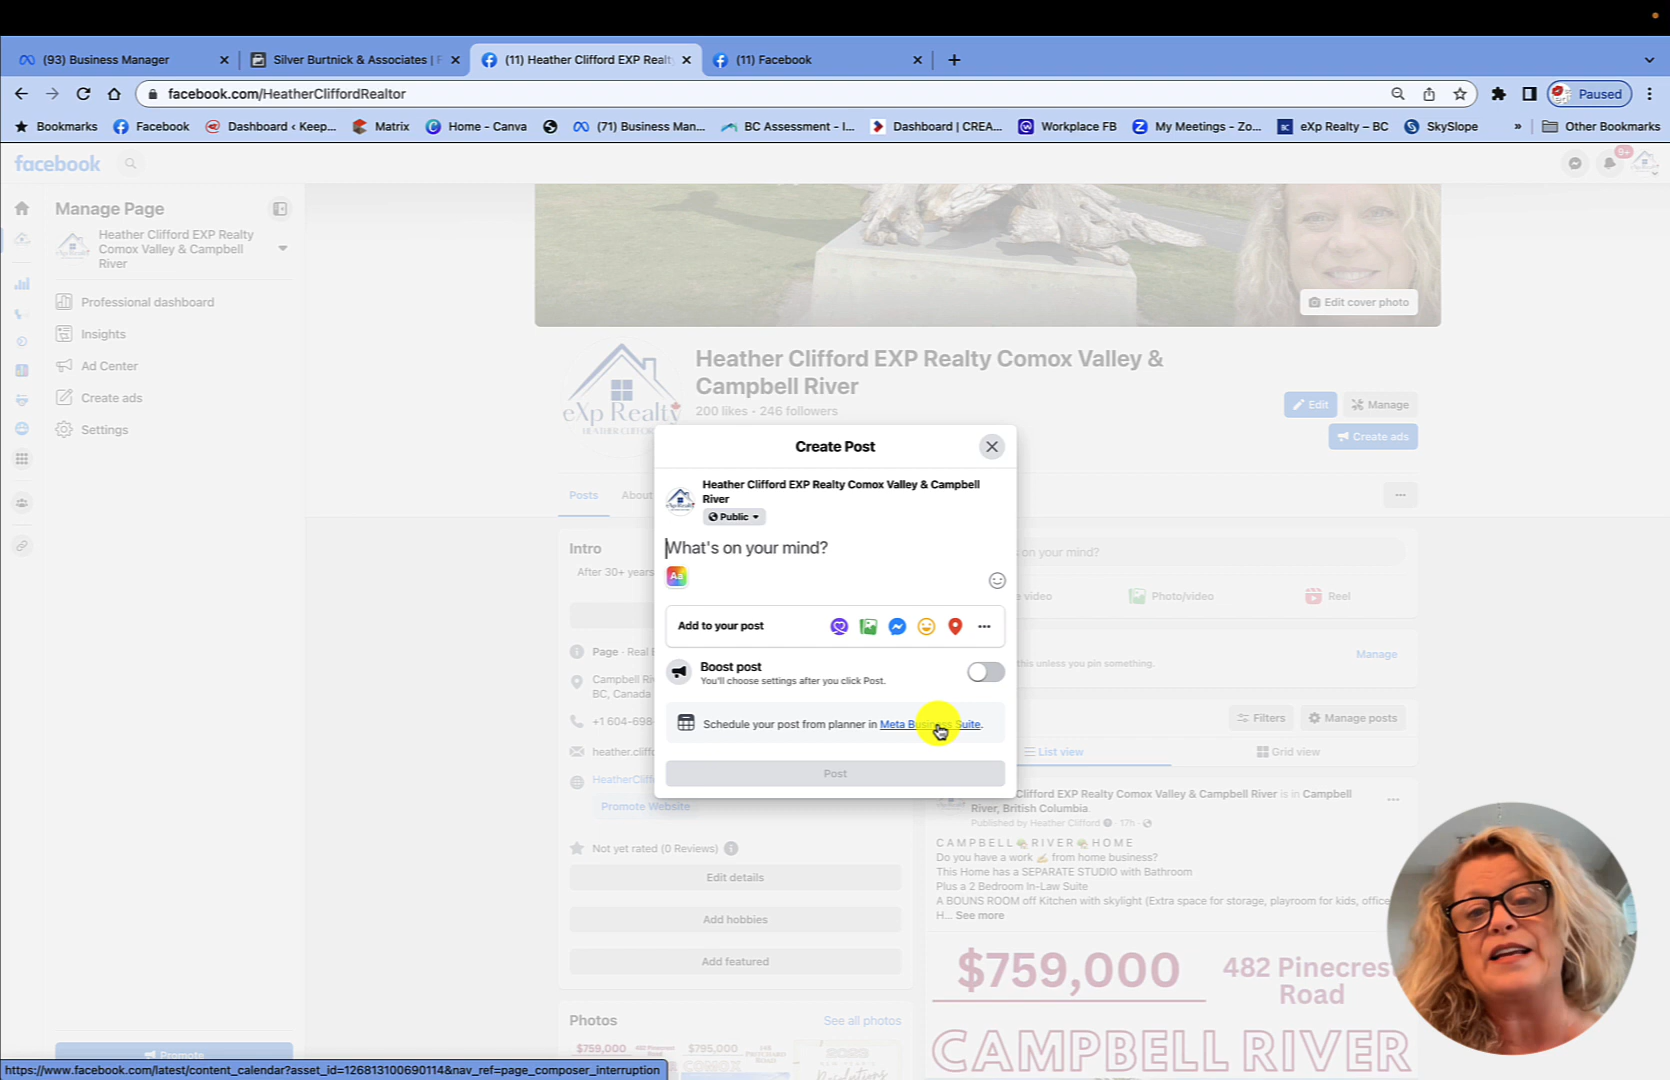 (93) Business Manager
Silver Burtnick & Associates | F
(11) Heather Clifford EXP Realt
(11) Facebook
facebook.com/HeatherCliffordRealtor
Paused
Bookmarks
Facebook
Dashboard ‹ Keep...
Matrix
Home - Canva
(71) Business Man...
BC Assessment - I...
Dashboard | CREA...
Workplace FB
My Meetings - Zo...
eXp Realty – BC
SkySlope
»
Other Bookmarks
facebook
9+
Manage Page
Heather Clifford EXP Realty
Comox Valley & Campbell
River
Professional dashboard
Insights
Ad Center
Create ads
Settings
Promote
Edit cover photo
eXp Realty
Heather Clifford EXP Realty Comox Valley &
Campbell River
200 likes • 246 followers
Edit
Manage
Create ads
Posts
About
Create Post
Heather Clifford EXP Realty Comox Valley & Campbell
River
Public
What's on your mind?
Aa
Add to your post
Boost post
You'll choose settings after you click Post.
Schedule your post from planner in Meta Business Suite.
Post
Intro
After 30+ years
Page · Real
Campbell Ri
BC, Canada
+1 604-698
heather.cliff
HeatherClif
Promote Website
Not yet rated (0 Reviews)
Edit details
Add hobbies
Add featured
Photos
See all photos
$759,000
$795,000
on your mind?
video
Photo/video
Reel
Manage
this unless you pin something.
Filters
Manage posts
List view
Grid view
Clifford EXP Realty Comox Valley & Campbell River is in Campbell
River, British Columbia.
Published by Heather Clifford · 17h ·
CAMPBELL RIVER HOME
Do you have a work ✍ from home business?
This Home has a SEPARATE STUDIO with Bathroom
Plus a 2 Bedroom In-Law Suite
A BOUNS ROOM off Kitchen with skylight (Extra space for storage, playroom for kids, office
H... See more
$759,000
482 Pinecrest
Road
CAMPBELL RIVER
https://www.facebook.com/latest/content_calendar?asset_id=126813100690114&nav_ref=page_composer_interruption